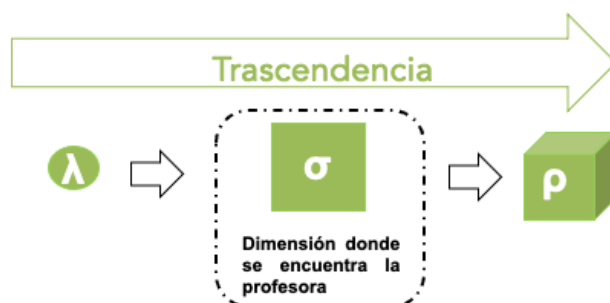 Trascendencia
λ
σ
ρ
Dimensión donde
se encuentra la
profesora